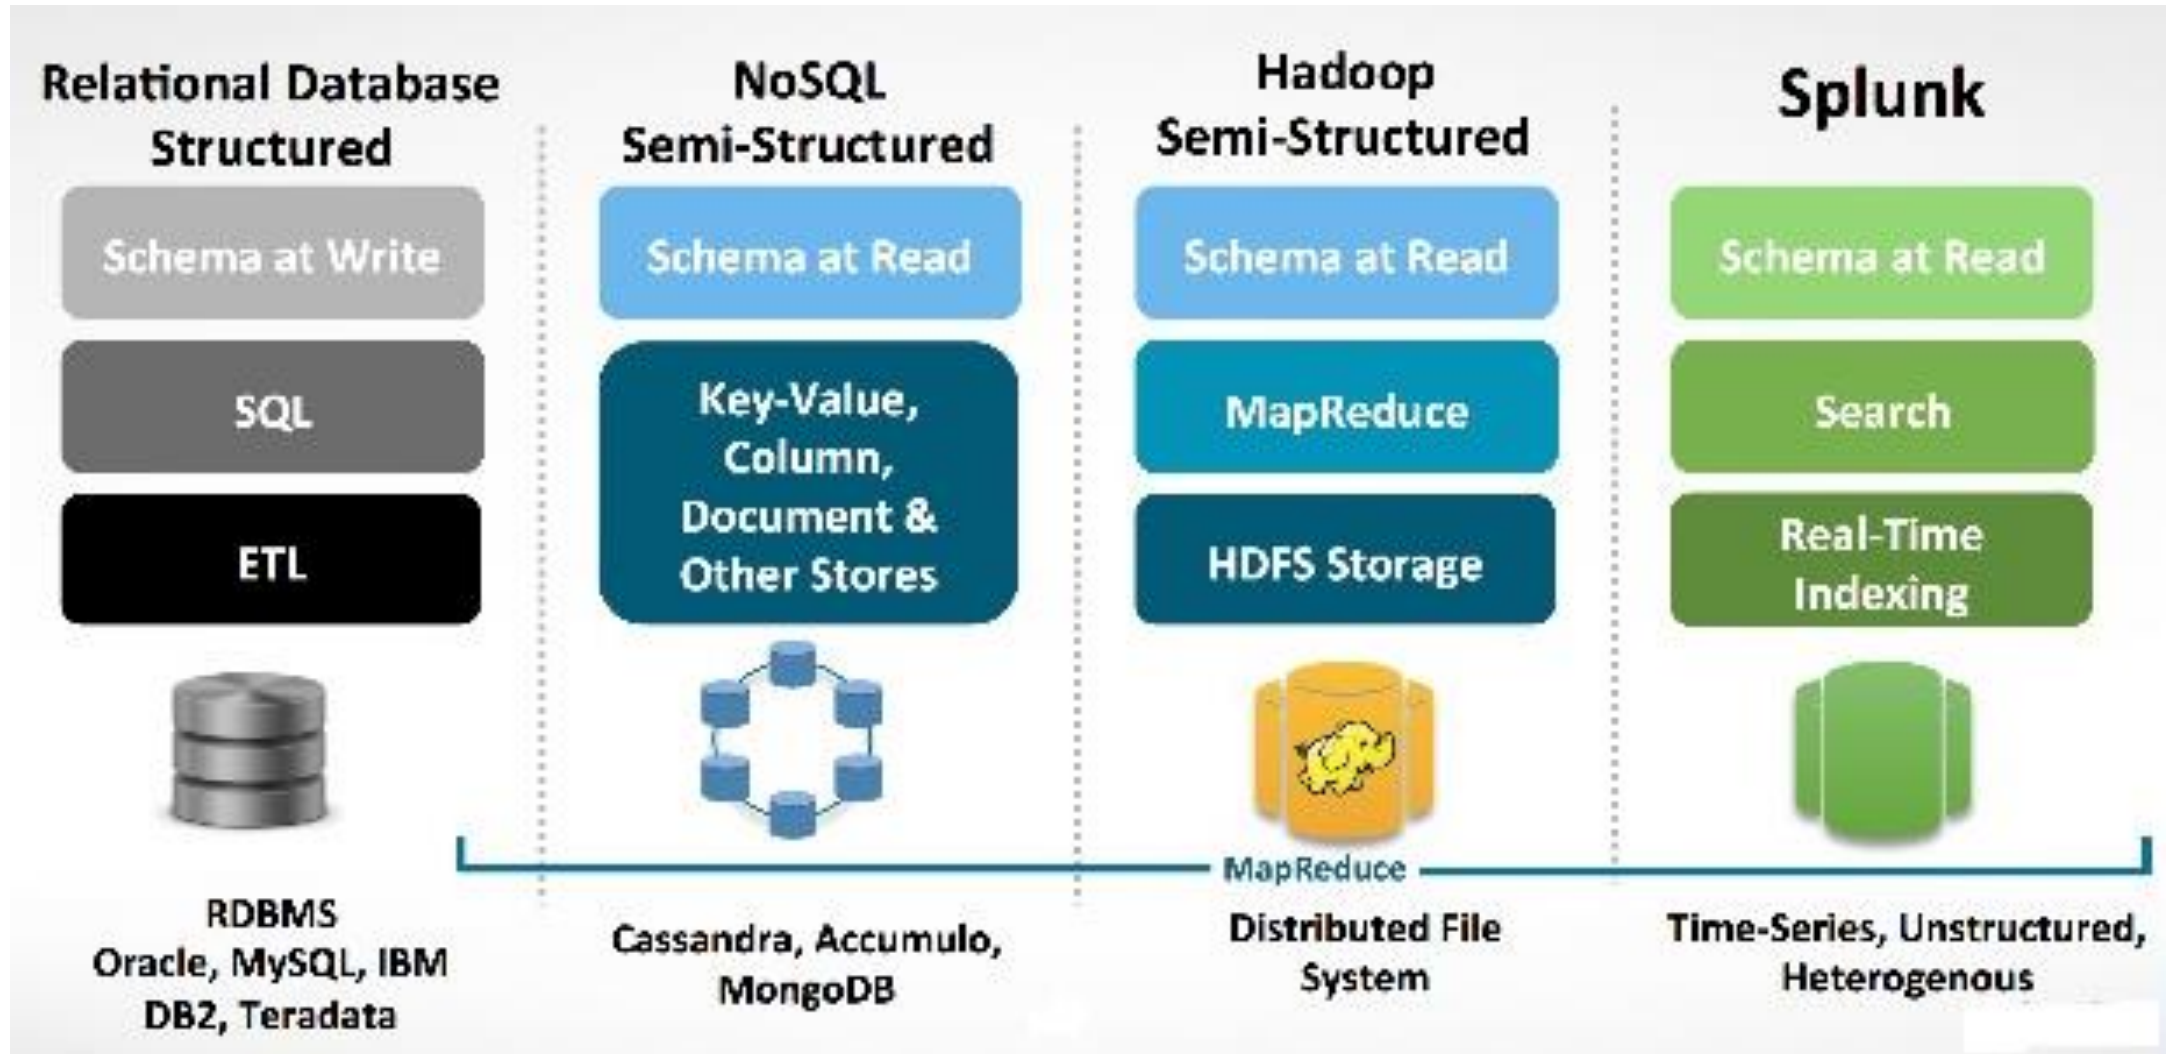 Relational Database
Structured
Schema at Write
SQL
ETL
RDBMS
Oracle, MySQL, IBM
DB2, Teradata
NoSQL
Semi-Structured
Schema at Read
Key-Value,
Column,
Document &
Other Stores
Cassandra, Accumulo,
MongoDB
Hadoop
Semi-Structured
Schema at Read
MapReduce
HDFS Storage
MapReduce
Distributed File
System
Splunk
Schema at Read
Search
Real-Time
Indexing
Time-Series, Unstructured,
Heterogenous